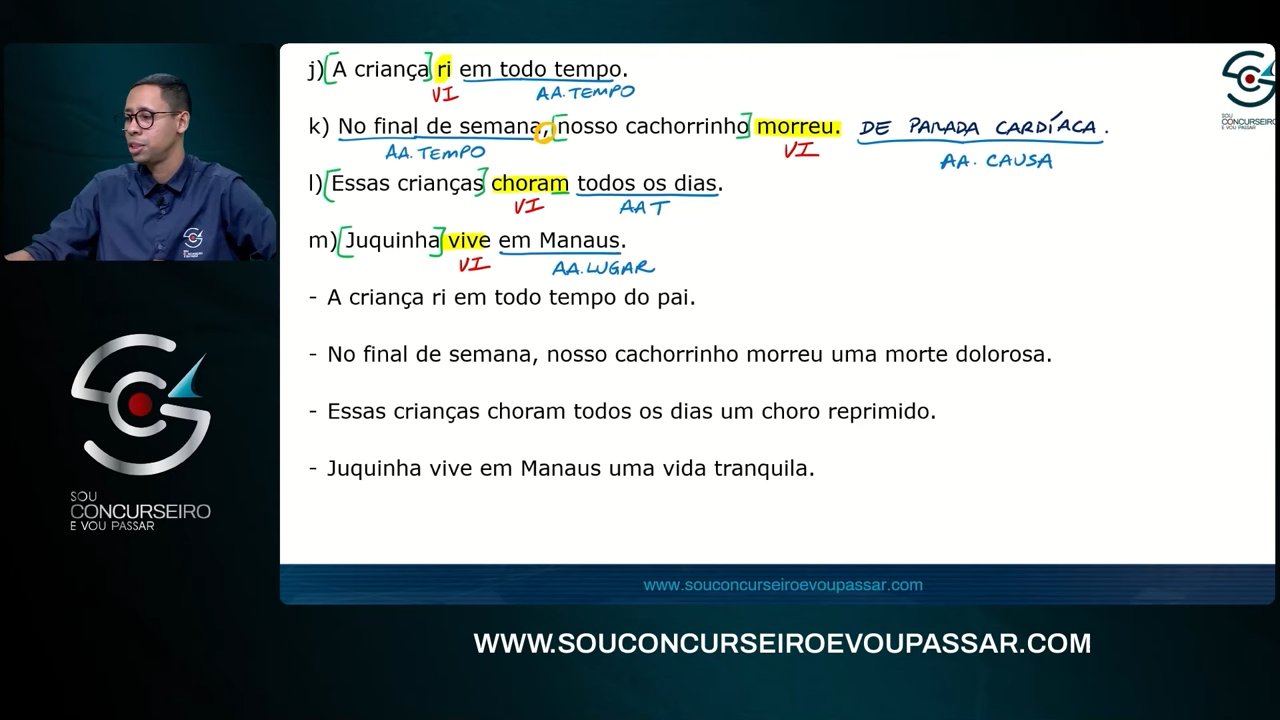 j) A criança ri em todo tempo.
VI AA.TEMPO
k) No final de semana, nosso cachorrinho morreu. DE PARADA CARDÍACA.
AA.TEMPO VI AA. CAUSA
l) Essas crianças choram todos os dias.
VI AAT
m) Juquinha vive em Manaus.
VI AA.LUGAR
- A criança ri em todo tempo do pai.
- No final de semana, nosso cachorrinho morreu uma morte dolorosa.
- Essas crianças choram todos os dias um choro reprimido.
- Juquinha vive em Manaus uma vida tranquila.
SOU
CONCURSEIRO
E VOU PASSAR
SOU
CONCURSEIRO
E VOU PASSAR
www.souconcurseiroevoupassar.com
WWW.SOUCONCURSEIROEVOUPASSAR.COM